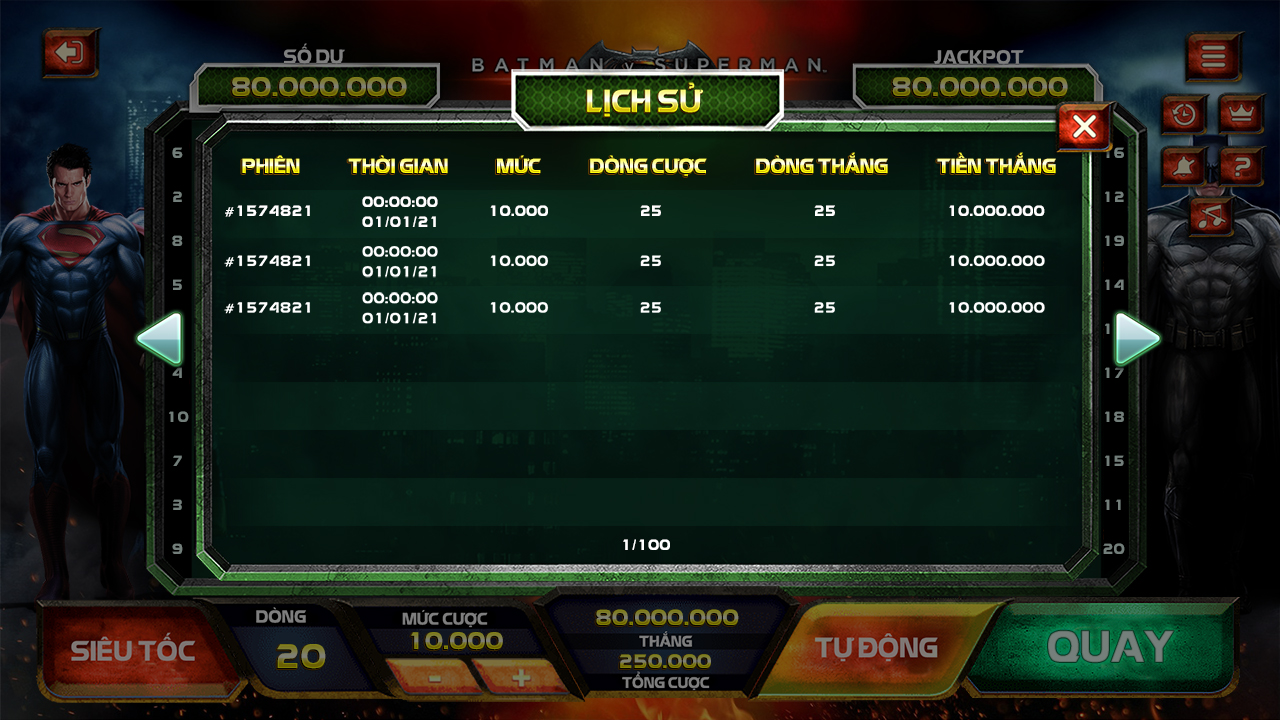 SỐ DƯ
80.000.000
BATMAN v SUPERMAN
JACKPOT
80.000.000
LỊCH SỬ
PHIÊN THỜI GIAN MỨC DÒNG CƯỢC DÒNG THẮNG TIỀN THẮNG
#1574821 00:00:00 01/01/21 10.000 25 25 10.000.000
#1574821 00:00:00 01/01/21 10.000 25 25 10.000.000
#1574821 00:00:00 01/01/21 10.000 25 25 10.000.000
1/100
6
2
8
5
4
10
7
3
9
16
12
19
14
17
18
15
11
20
SIÊU TỐC
DÒNG
20
MỨC CƯỢC
10.000
- +
80.000.000
THẮNG
250.000
TỔNG CƯỢC
TỰ ĐỘNG
QUAY